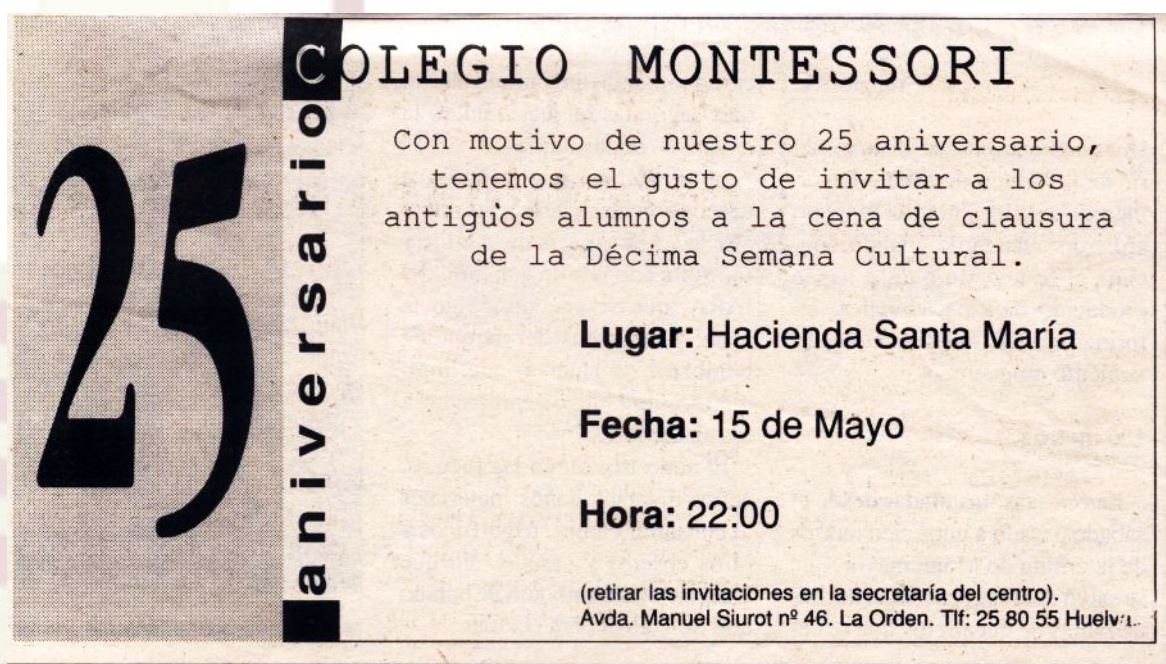 25
aniversario
COLEGIO MONTESSORI
Con motivo de nuestro 25 aniversario,
tenemos el gusto de invitar a los
antiguos alumnos a la cena de clausura
de la Décima Semana Cultural.
Lugar: Hacienda Santa María
Fecha: 15 de Mayo
Hora: 22:00
(retirar las invitaciones en la secretaría del centro).
Avda. Manuel Siurot nº 46. La Orden. Tlf: 25 80 55 Huelva.